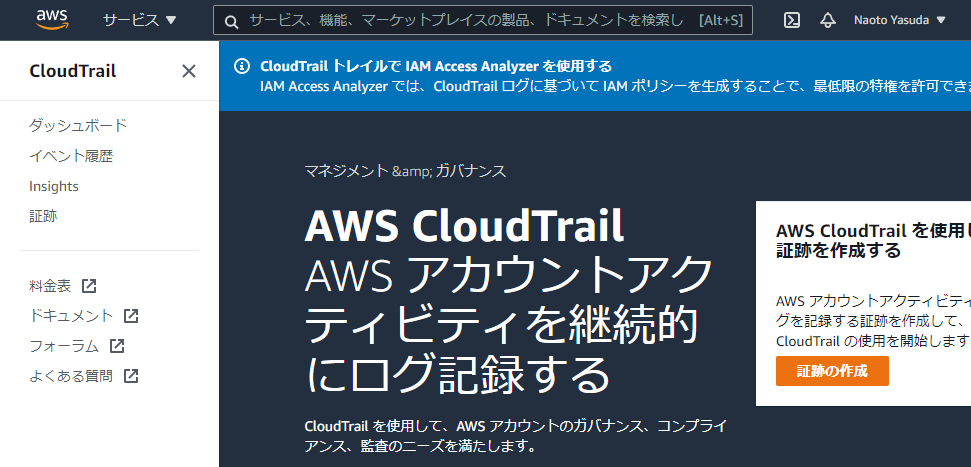 aws
サービス
サービス、機能、マーケットプレイスの製品、ドキュメントを検索し [Alt+S]
Naoto Yasuda
CloudTrail
ダッシュボード
イベント履歴
Insights
証跡
料金表
ドキュメント
フォーラム
よくある質問
CloudTrail トレイルで IAM Access Analyzer を使用する
IAM Access Analyzer では、CloudTrail ログに基づいて IAM ポリシーを生成することで、最低限の特権を許可でき
マネジメント &amp; ガバナンス
AWS CloudTrail
AWS アカウントアク
ティビティを継続的
にログ記録する
CloudTrail を使用して、AWS アカウントのガバナンス、コンプライ
アンス、監査のニーズを満たします。
AWS CloudTrail を使用
証跡を作成する
AWS アカウントアクティビティ
グを記録する証跡を作成して、
CloudTrail の使用を開始します
証跡の作成